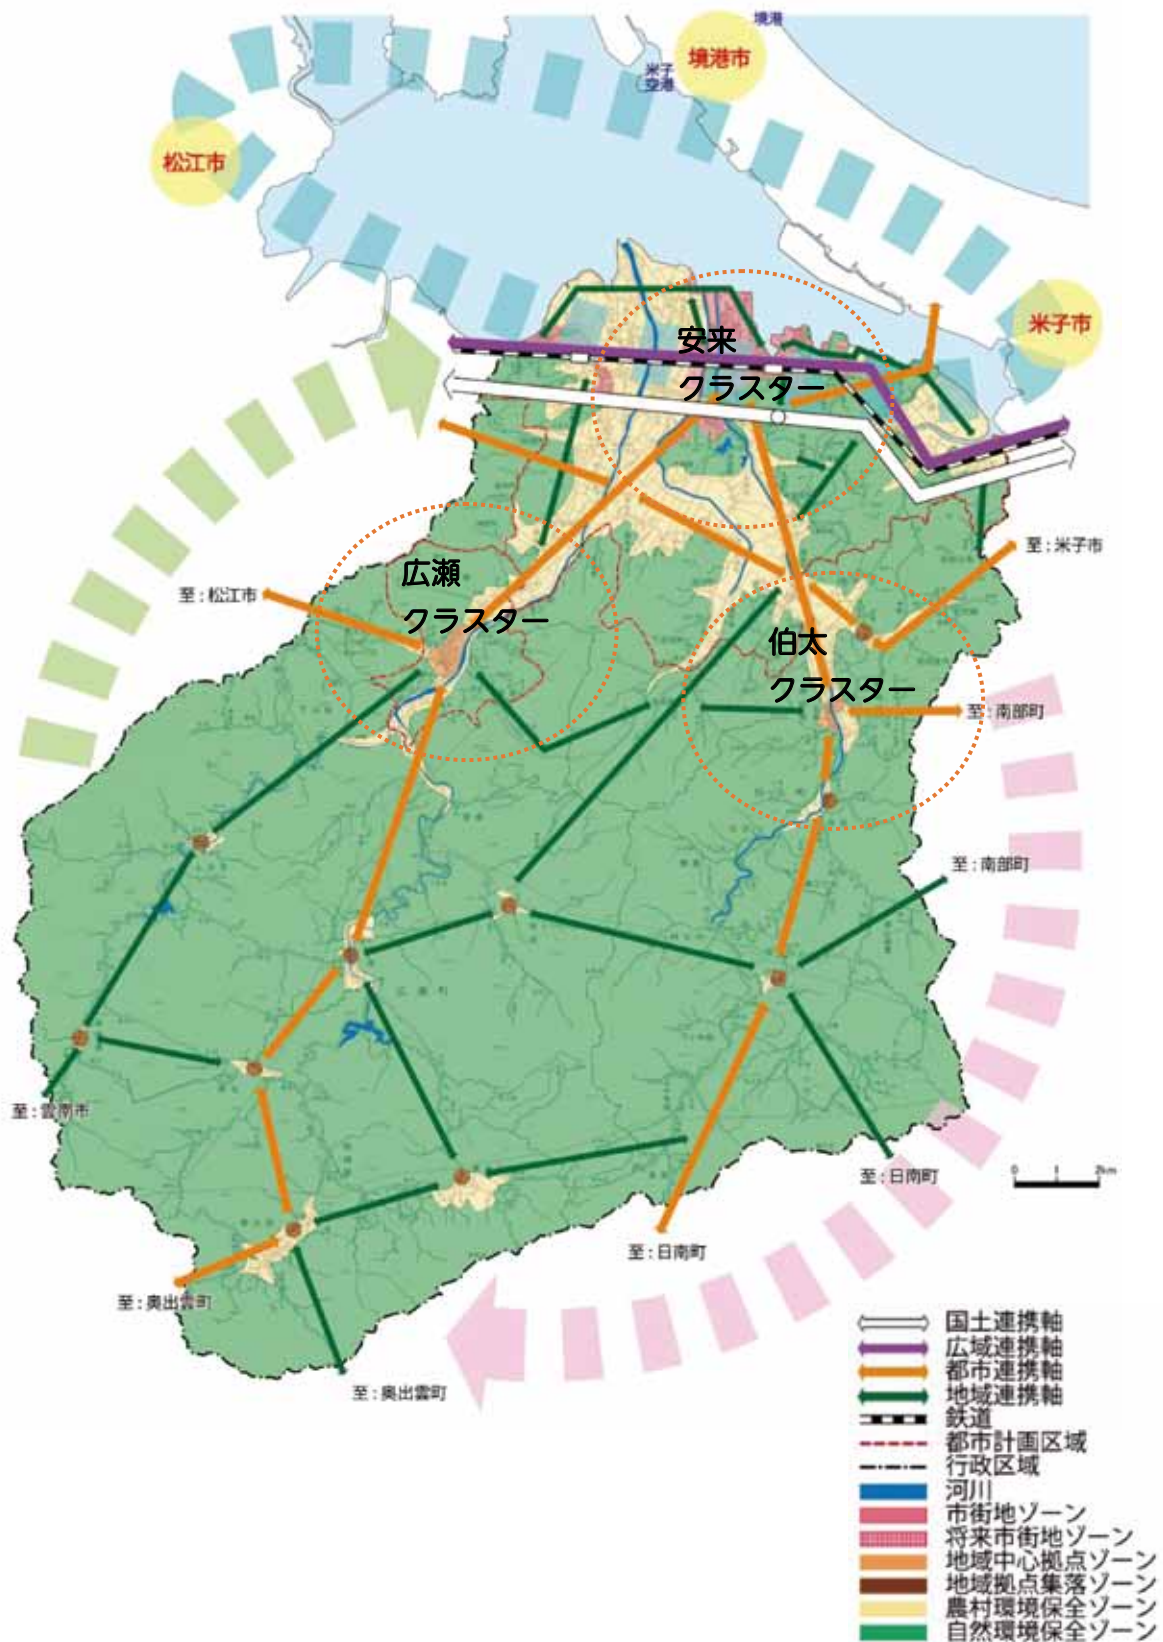 境港
境港市
米子
空港
松江市
米子市
安来
クラスター
広瀬
クラスター
至：米子市
至：松江市
伯太
クラスター
至：南部町
至：南部町
広瀬町
至：雲南市
至：日南町
至：日南町
至：奥出雲町
至：奥出雲町
0 1 2km
国土連携軸
広域連携軸
都市連携軸
地域連携軸
鉄道
都市計画区域
行政区域
河川
市街地ゾーン
将来市街地ゾーン
地域中心拠点ゾーン
地域拠点集落ゾーン
農村環境保全ゾーン
自然環境保全ゾーン